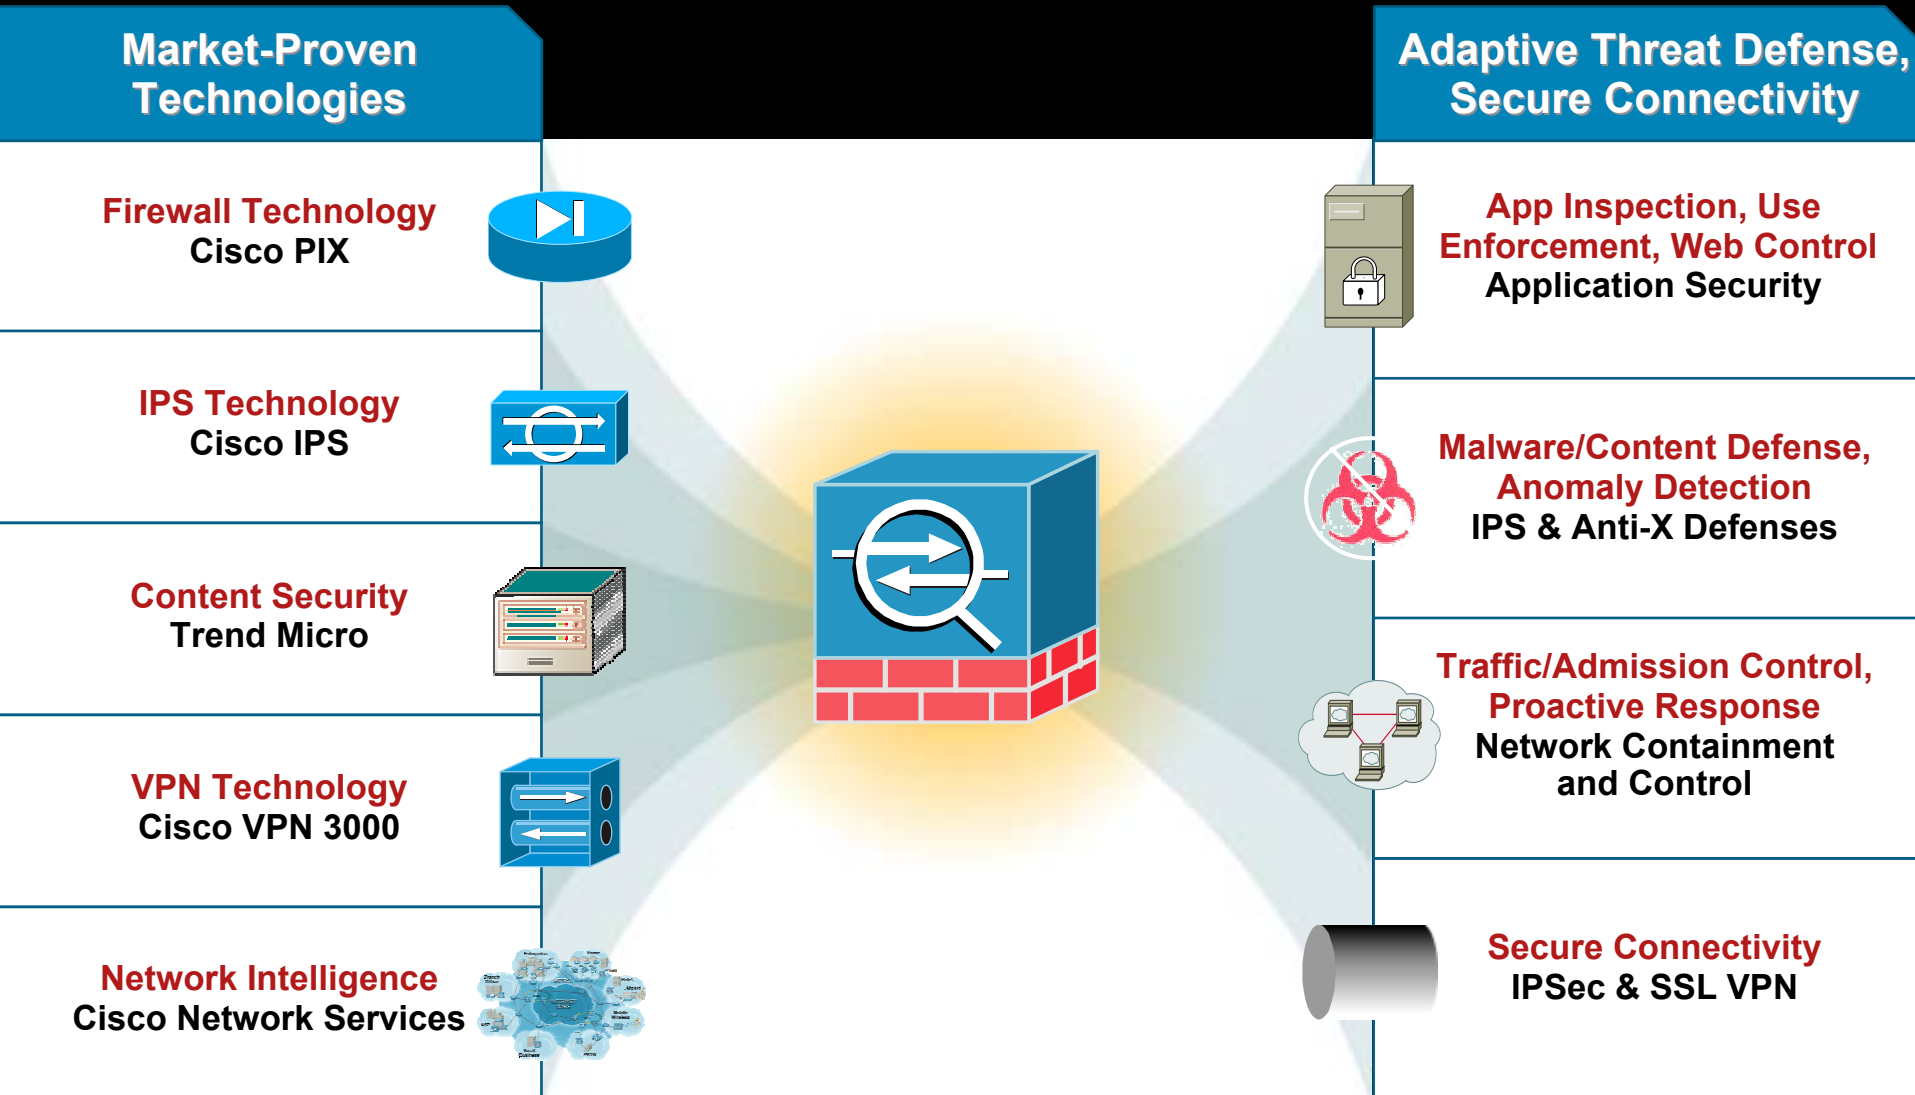 Market-Proven
Technologies
Firewall Technology
Cisco PIX
IPS Technology
Cisco IPS
Content Security
Trend Micro
VPN Technology
Cisco VPN 3000
Network Intelligence
Cisco Network Services
Adaptive Threat Defense,
Secure Connectivity
App Inspection, Use
Enforcement, Web Control
Application Security
Malware/Content Defense,
Anomaly Detection
IPS & Anti-X Defenses
Traffic/Admission Control,
Proactive Response
Network Containment
and Control
Secure Connectivity
IPSec & SSL VPN